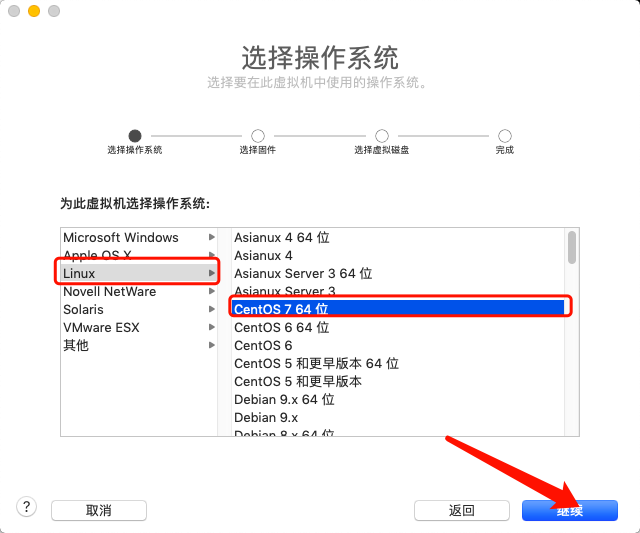 选择操作系统
选择要在此虚拟机中使用的操作系统。
选择操作系统 选择固件 选择虚拟磁盘 完成
为此虚拟机选择操作系统:
Microsoft Windows
Apple OS X
Linux
Novell NetWare
Solaris
VMware ESX
其他
Asianux 4 64 位
Asianux 4
Asianux Server 3 64 位
Asianux Server 3
CentOS 7 64 位
CentOS 6 64 位
CentOS 6
CentOS 5 和更早版本 64 位
CentOS 5 和更早版本
Debian 9.x 64 位
Debian 9.x
Debian 8.x 64 位
? 取消 返回 继续